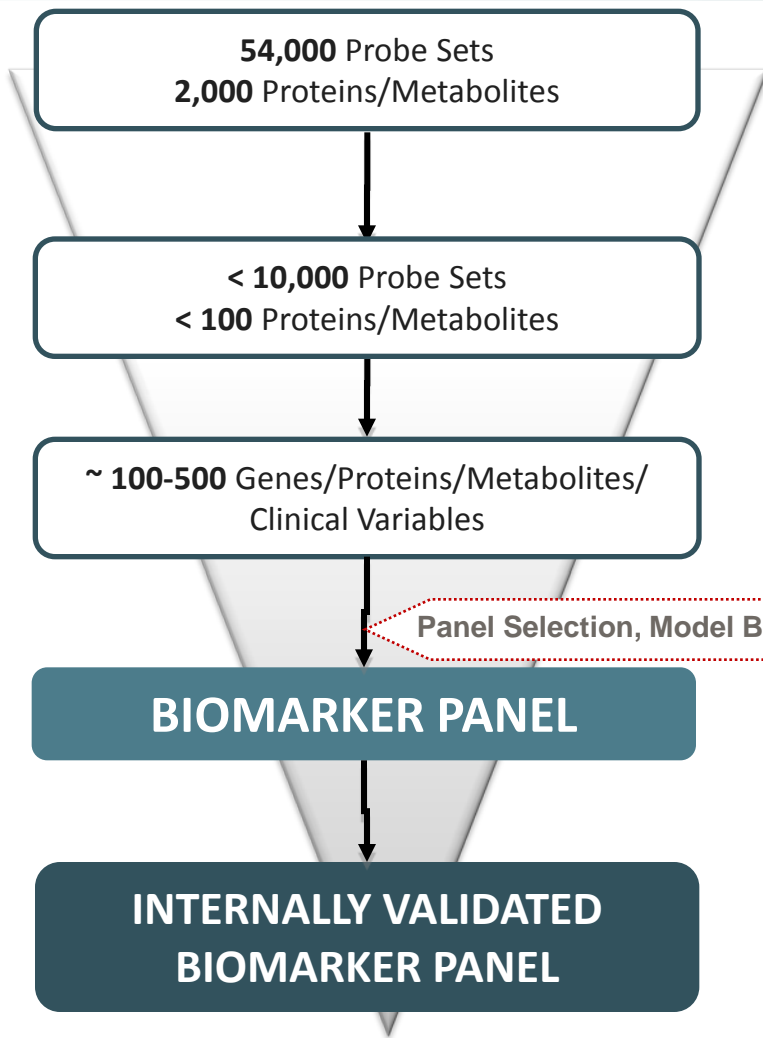 54,000 Probe Sets
2,000 Proteins/Metabolites
< 10,000 Probe Sets
< 100 Proteins/Metabolites
~ 100-500 Genes/Proteins/Metabolites/
Clinical Variables
Panel Selection, Model B
BIOMARKER PANEL
INTERNALLY VALIDATED
BIOMARKER PANEL